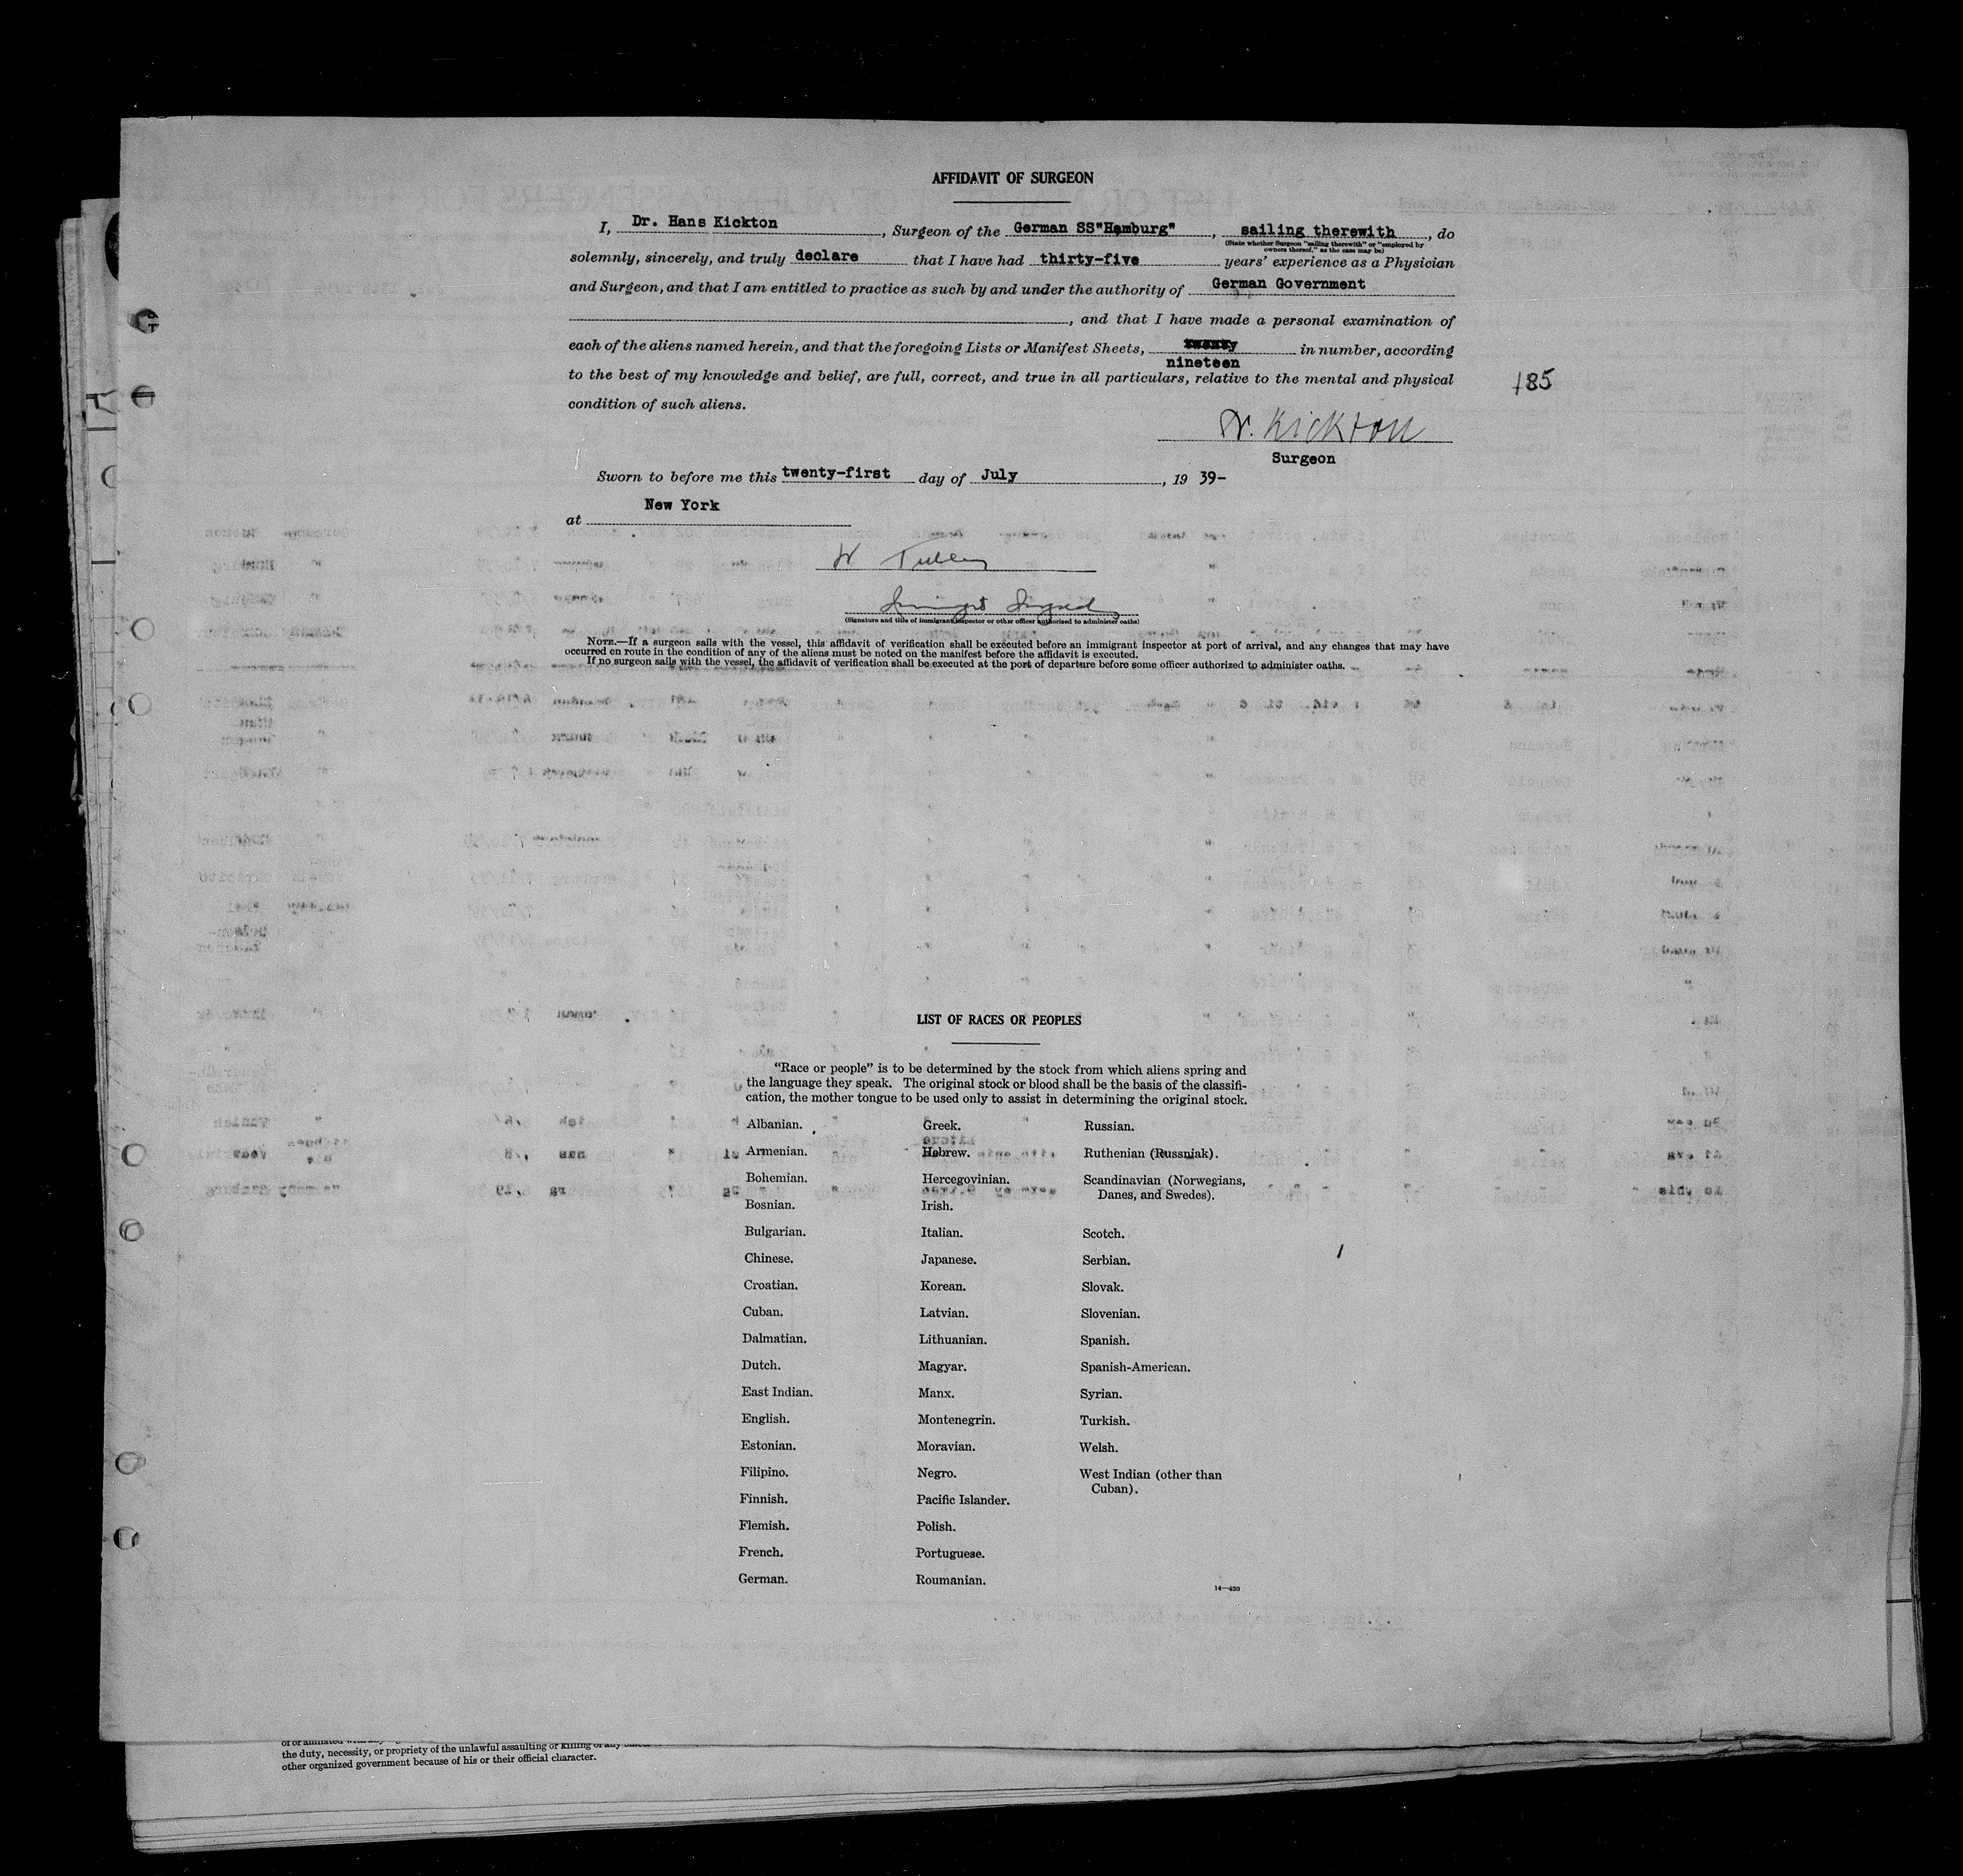 AFFIDAVIT OF SURGEON
I, Dr. Hans Kickton, Surgeon of the German SS"Hamburg", sailing therewith, do
(State whether Surgeon "sailing therewith" or "employed by
owners thereof," as the case may be)
solemnly, sincerely, and truly declare that I have had thirty-five years' experience as a Physician
and Surgeon, and that I am entitled to practice as such by and under the authority of German Government
, and that I have made a personal examination of
each of the aliens named herein, and that the foregoing Lists or Manifest Sheets, twenty in number, according
nineteen
to the best of my knowledge and belief, are full, correct, and true in all particulars, relative to the mental and physical
185
condition of such aliens.
Dr. Kickton
Surgeon
Sworn to before me this twenty-first day of July, 19 39-
at New York
W
(Signature and title of immigrant inspector or other officer authorized to administer oaths)
NOTE.—If a surgeon sails with the vessel, this affidavit of verification shall be executed before an immigrant inspector at port of arrival, and any changes that may have
occurred en route in the condition of any of the aliens must be noted on the manifest before the affidavit is executed.
If no surgeon sails with the vessel, the affidavit of verification shall be executed at the port of departure before some officer authorized to administer oaths.
LIST OF RACES OR PEOPLES
"Race or people" is to be determined by the stock from which aliens spring and
the language they speak. The original stock or blood shall be the basis of the classifi-
cation, the mother tongue to be used only to assist in determining the original stock.
Albanian.
Armenian.
Bohemian.
Bosnian.
Bulgarian.
Chinese.
Croatian.
Cuban.
Dalmatian.
Dutch.
East Indian.
English.
Estonian.
Filipino.
Finnish.
Flemish.
French.
German.
Greek.
Hebrew.
Hercegovinian.
Irish.
Italian.
Japanese.
Korean.
Latvian.
Lithuanian.
Magyar.
Manx.
Montenegrin.
Moravian.
Negro.
Pacific Islander.
Polish.
Portuguese.
Roumanian.
Russian.
Ruthenian (Russniak).
Scandinavian (Norwegians,
Danes, and Swedes).
Scotch.
Serbian.
Slovak.
Slovenian.
Spanish.
Spanish-American.
Syrian.
Turkish.
Welsh.
West Indian (other than
Cuban).
14—430
the duty, necessity, or propriety of the unlawful assaulting or killing of any
other organized government because of his or their official character.